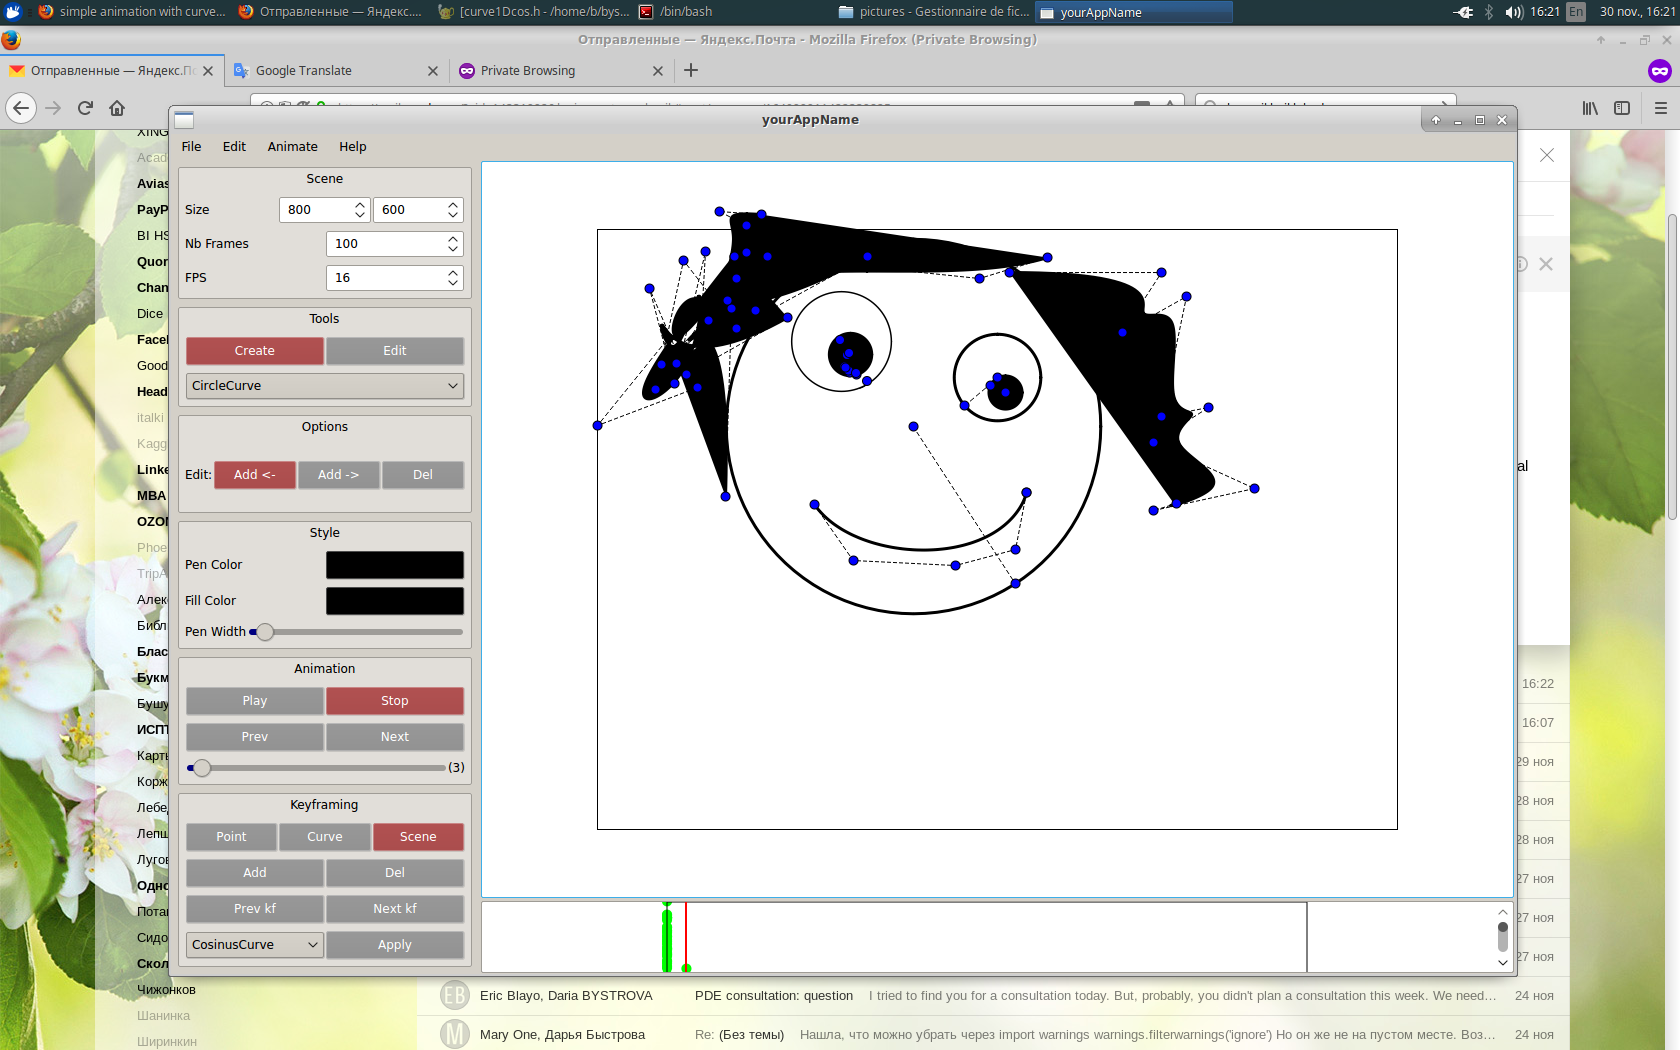 simple animation with curve...
Отправленные — Яндекс....
[curve1Dcos.h - /home/b/bys...
/bin/bash
pictures - Gestionnaire de fic...
yourAppName
16:21
En
30 nov., 16:21
Отправленные — Яндекс.Почта - Mozilla Firefox (Private Browsing)
Отправленные — Яндекс.По
Google Translate
Private Browsing
yourAppName
File Edit Animate Help
Scene
Size 800 600
Nb Frames 100
FPS 16
Tools
Create Edit
CircleCurve
Options
Edit: Add <- Add -> Del
Style
Pen Color
Fill Color
Pen Width
Animation
Play Stop
Prev Next
(3)
Keyframing
Point Curve Scene
Add Del
Prev kf Next kf
CosinusCurve Apply
XING
Acade
Avias
PayP
BI HS
Quor
Chan
Dice
Facel
Good
Head
italki
Kagg
Linke
MBA
OZON
Phoe
TripA
Алек
Библ
Блас
Букм
Бушу
ИСПТ
Карты
Корж
Лебед
Лепш
Лугов
Одно
Потап
Сидо
Скол
Чижонков
Шанинка
Ширинкин
al
16:22
16:07
29 ноя
28 ноя
28 ноя
27 ноя
27 ноя
27 ноя
EB Eric Blayo, Daria BYSTROVA PDE consultation: question I tried to find you for a consultation today. But, probably, you didn't plan a consultation this week. We need... 24 ноя
M Mary One, Дарья Быстрова Re: (Без темы) Нашла, что можно убрать через import warnings warnings.filterwarnings('ignore') Но он же не на пустом месте. Воз... 24 ноя